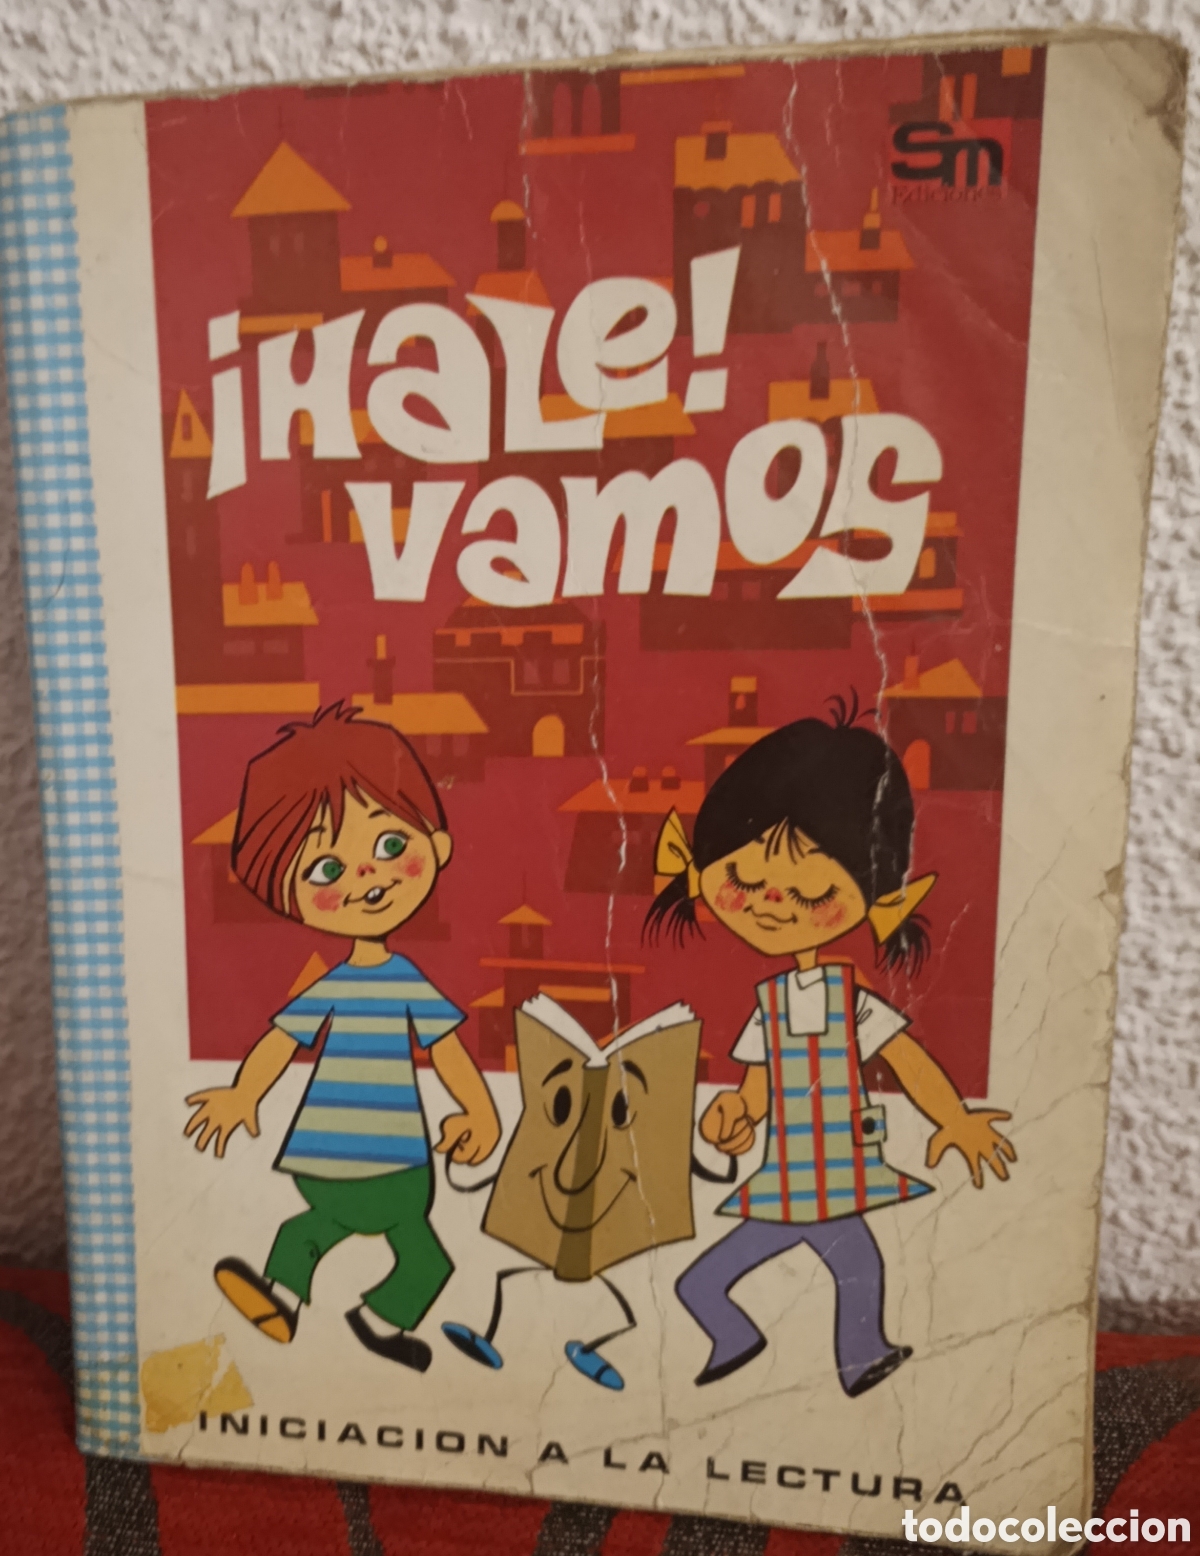 Sm
Ediciones
¡Hale!
vamos
INICIACION A LA LECTURA
todocoleccion